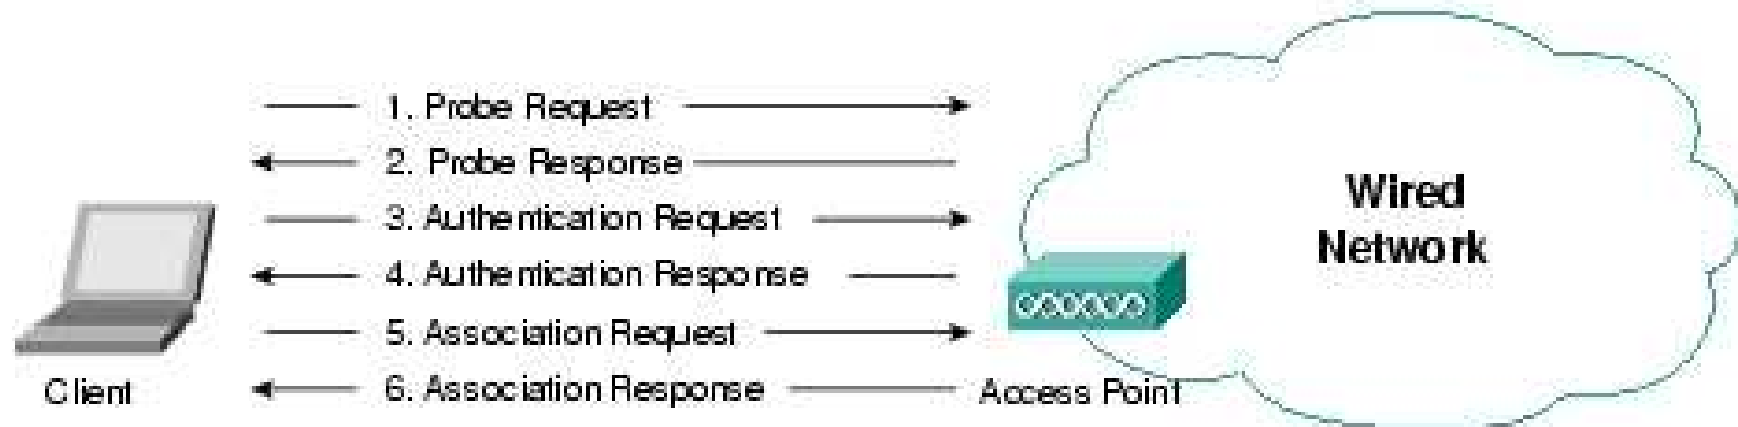 1. Probe Request
2. Probe Response
3. Authentication Request
4. Authentication Response
5. Association Request
6. Association Response
Client
Access Point
Wired
Network